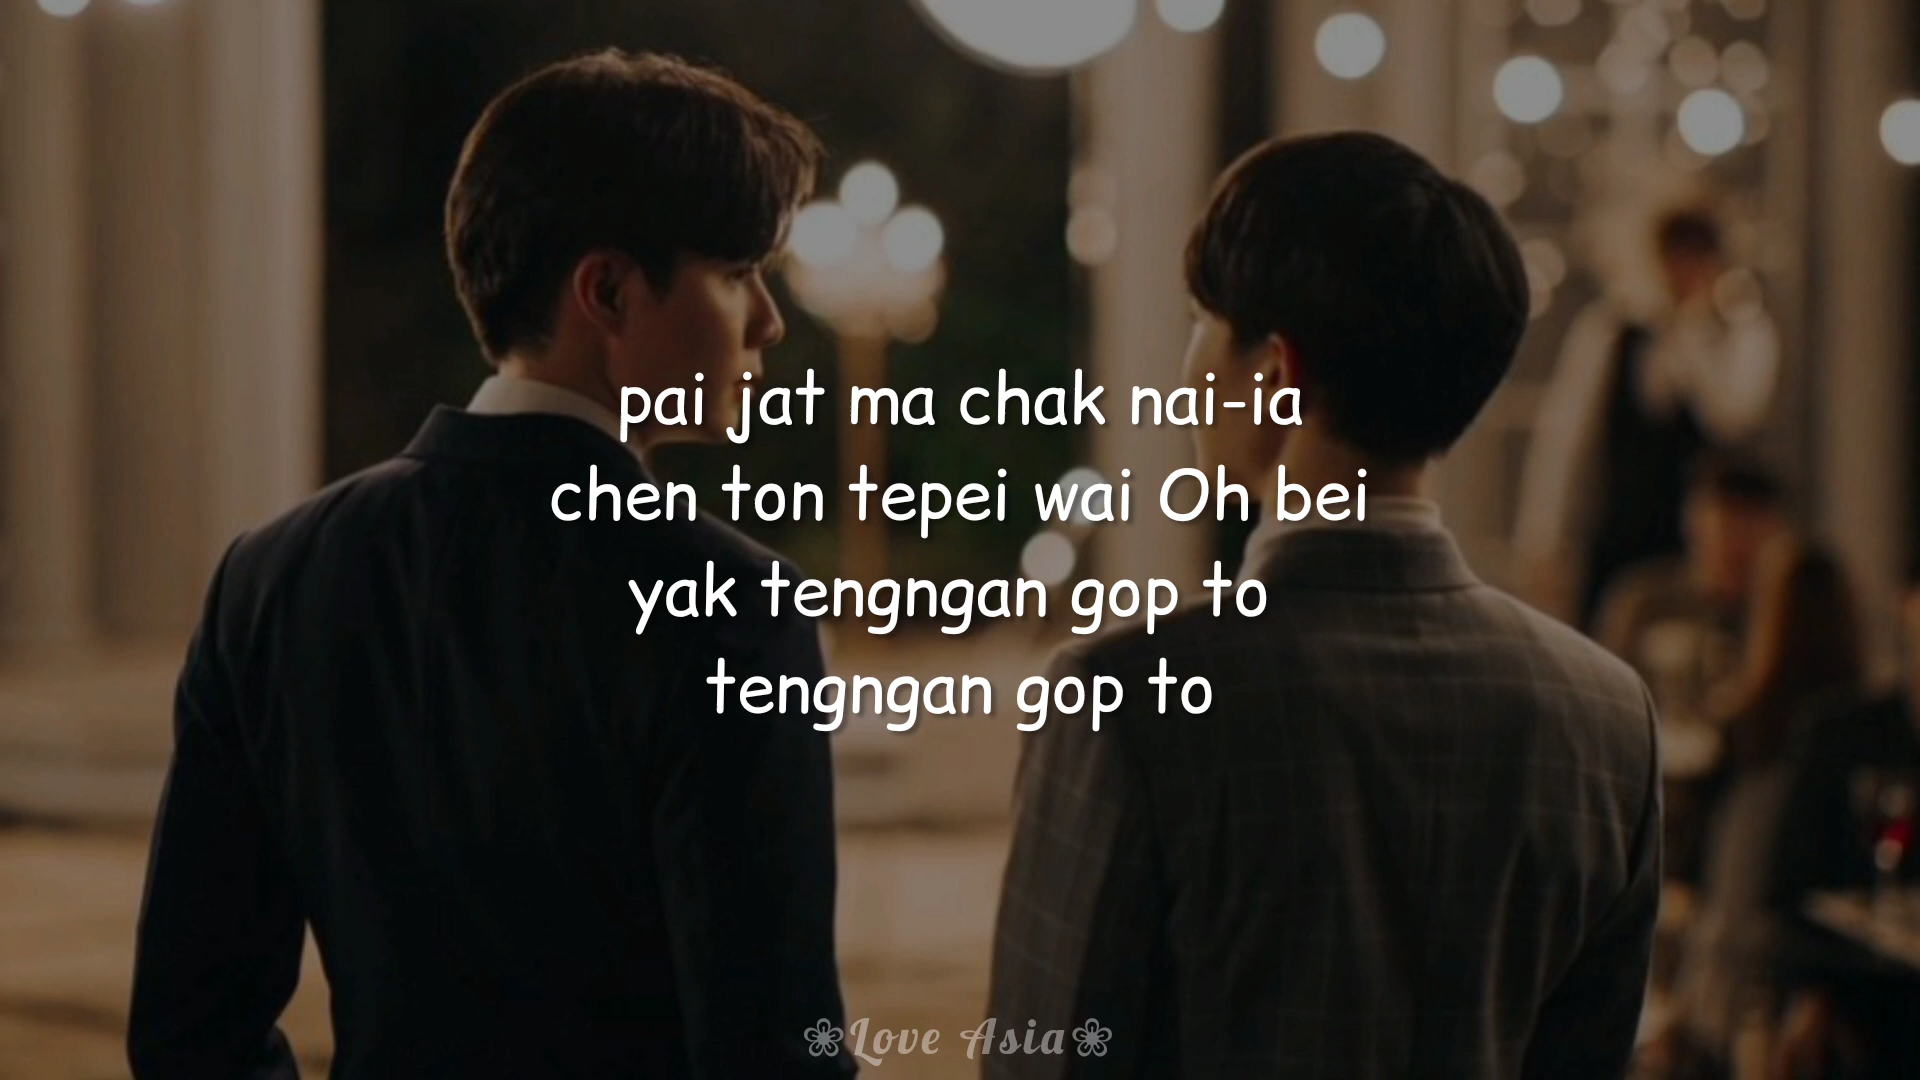 pai jat ma chak nai-ia
chen ton tepei wai Oh bei
yak tengngan gop to
tengngan gop to
❀Love Asia❀